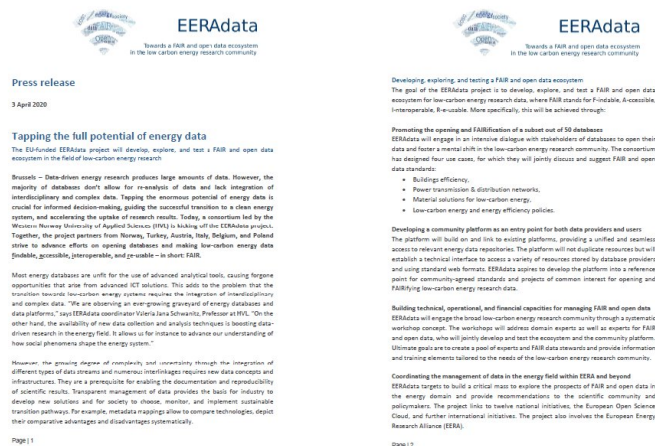 EERAdata
Towards a FAIR and open data ecosystem
in the low carbon energy research community
Press release
3 April 2020
Tapping the full potential of energy data
The EU-funded EERAdata project will develop, explore, and test a FAIR and open data
ecosystem in the field of low-carbon energy research
Brussels – Data-driven energy research produces large amounts of data. However, the
majority of databases don't allow for re-analysis of data and lack integration of
interdisciplinary and complex data. Tapping the enormous potential of energy data is
crucial for informed decision-making, guiding the successful transition to a clean energy
system, and accelerating the uptake of research results. Today, a consortium led by the
Western Norway University of Applied Sciences (HVL) is kicking off the EERAdata project.
Together, the project partners from Norway, Turkey, Austria, Italy, Belgium, and Poland
strive to advance efforts on opening databases and making low-carbon energy data
findable, accessible, interoperable, and re-usable – in short: FAIR.
Most energy databases are unfit for the use of advanced analytical tools, causing forgone
opportunities that arise from advanced ICT solutions. This adds to the problem that the
transition towards low-carbon energy systems requires the integration of interdisciplinary
and complex data. "We are observing an ever-growing graveyard of energy databases and
data platforms," says EERAdata coordinator Valeria Jana Schwanitz, Professor at HVL. "On the
other hand, the availability of new data collection and analysis techniques is boosting data-
driven research in the energy field. It allows us for instance to advance our understanding of
how social phenomena shape the energy system."
However, the growing degree of complexity and uncertainty through the integration of
different types of data streams and numerous interlinkages requires new data concepts and
infrastructures. They are a prerequisite for enabling the documentation and reproducibility
of scientific results. Transparent management of data provides the basis for industry to
develop new solutions and for society to choose, monitor, and implement sustainable
transition pathways. For example, metadata mappings allow to compare technologies, depict
their comparative advantages and disadvantages systematically.
Page | 1
EERAdata
Towards a FAIR and open data ecosystem
in the low carbon energy research community
Developing, exploring, and testing a FAIR and open data ecosystem
The goal of the EERAdata project is to develop, explore, and test a FAIR and open data
ecosystem for low-carbon energy research data, where FAIR stands for F-indable, A-ccessible,
I-nteroperable, R-e-usable. More specifically, this will be achieved through:
Promoting the opening and FAIRification of a subset out of 50 databases
EERAdata will engage in an intensive dialogue with stakeholders of databases to open their
data and foster a mental shift in the low-carbon energy research community. The consortium
has designed four use cases, for which they will jointly discuss and suggest FAIR and open
data standards:
• Buildings efficiency,
• Power transmission & distribution networks,
• Material solutions for low-carbon energy,
• Low-carbon energy and energy efficiency policies.
Developing a community platform as an entry point for both data providers and users
The platform will build on and link to existing platforms, providing a unified and seamless
access to relevant energy data repositories. The platform will not duplicate resources but will
establish a technical interface to access a variety of resources stored by database providers
and using standard web formats. EERAdata aspires to develop the platform into a reference
point for community-agreed standards and projects of common interest for opening and
FAIRifying low-carbon energy research data.
Building technical, operational, and financial capacities for managing FAIR and open data
EERAdata will engage the broad low-carbon energy research community through a systematic
workshop concept. The workshops will address domain experts as well as experts for FAIR
and open data, who will jointly develop and test the ecosystem and the community platform.
Ultimate goals are to create a pool of experts and FAIR data stewards and provide information
and training elements tailored to the needs of the low-carbon energy research community.
Coordinating the management of data in the energy field within EERA and beyond
EERAdata targets to build a critical mass to explore the prospects of FAIR and open data in
the energy domain and provide recommendations to the scientific community and
policymakers. The project links to twelve national initiatives, the European Open Science
Cloud, and further international initiatives. The project also involves the European Energy
Research Alliance (EERA).
Page | 2